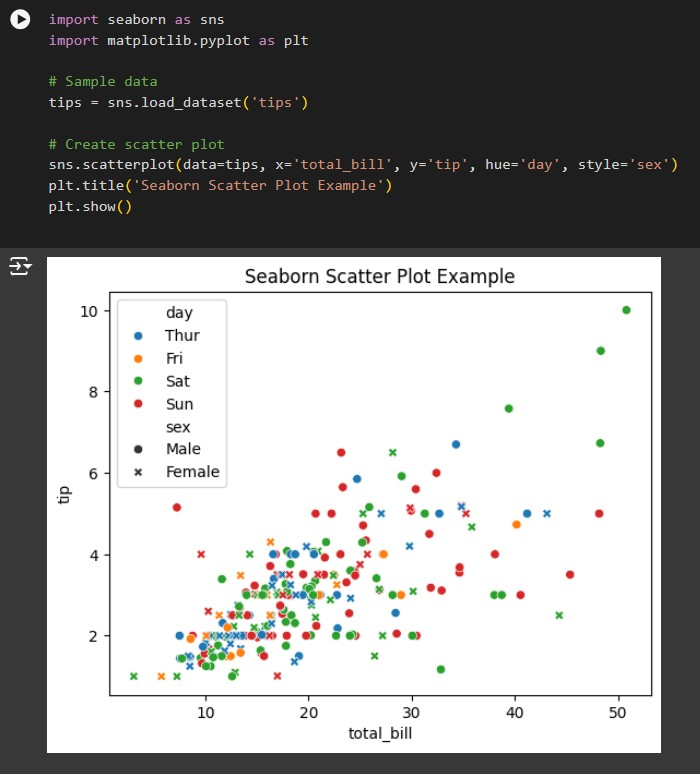 import seaborn as sns
import matplotlib.pyplot as plt
# Sample data
tips = sns.load_dataset('tips')
# Create scatter plot
sns.scatterplot(data=tips, x='total_bill', y='tip', hue='day', style='sex')
plt.title('Seaborn Scatter Plot Example')
plt.show()
Seaborn Scatter Plot Example
day
Thur
Fri
Sat
Sun
sex
Male
Female
10
8
6
4
2
tip
10 20 30 40 50
total_bill